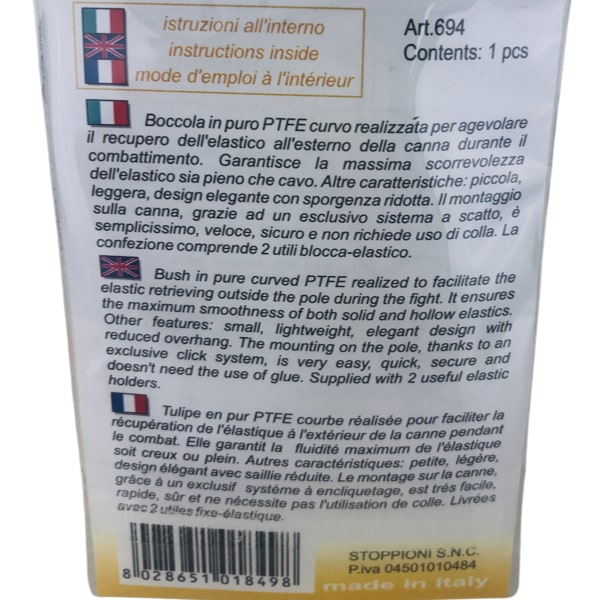 istruzioni all'interno
instructions inside
mode d'emploi à l'intérieur
Art.694
Contents: 1 pcs
Boccola in puro PTFE curvo realizzata per agevolare
il recupero dell'elastico all'esterno della canna durante il
combattimento. Garantisce la massima scorrevolezza
dell'elastico sia pieno che cavo. Altre caratteristiche: piccola,
leggera, design elegante con sporgenza ridotta. Il montaggio
sulla canna, grazie ad un esclusivo sistema a scatto, è
semplicissimo, veloce, sicuro e non richiede uso di colla. La
confezione comprende 2 utili blocca-elastico.
Bush in pure curved PTFE realized to facilitate the
elastic retrieving outside the pole during the fight. It ensures
the maximum smoothness of both solid and hollow elastics.
Other features: small, lightweight, elegant design with
reduced overhang. The mounting on the pole, thanks to an
exclusive click system, is very easy, quick, secure and
doesn't need the use of glue. Supplied with 2 useful elastic
holders.
Tulipe en pur PTFE courbe réalisée pour faciliter la
récupération de l'élastique à l'extérieur de la canne pendant
le combat. Elle garantit la fluidité maximum de l'élastique
soit creux ou plein. Autres caractéristiques: petite, légère,
design élégant avec saillie réduite. Le montage sur la canne,
grâce à un exclusif système à encliquetage, est très facile,
rapide, sûr et ne nécessite pas l'utilisation de colle. Livrées
avec 2 utiles fixe-élastique.
8 028651 018498
STOPPIONI S.N.C.
P.iva 04501010484
made in Italy